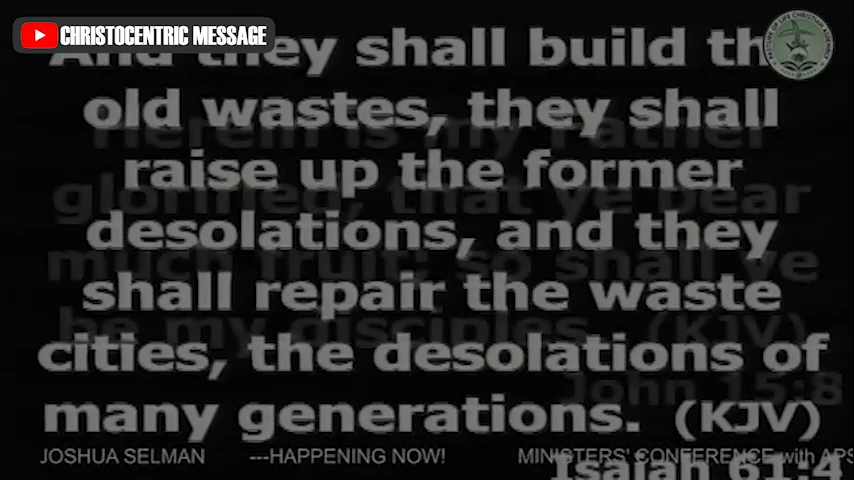 CHRISTOCENTRIC MESSAGE
And they shall build the
old wastes, they shall
raise up the former
desolations, and they
shall repair the waste
cities, the desolations of
many generations. (KJV)
Isaiah 61:4
Herein is my Father
glorified, that ye bear
much fruit; so shall ye
be my disciples. (KJV)
John 15:8
JOSHUA SELMAN ---HAPPENING NOW! MINISTERS' CONFERENCE with APS